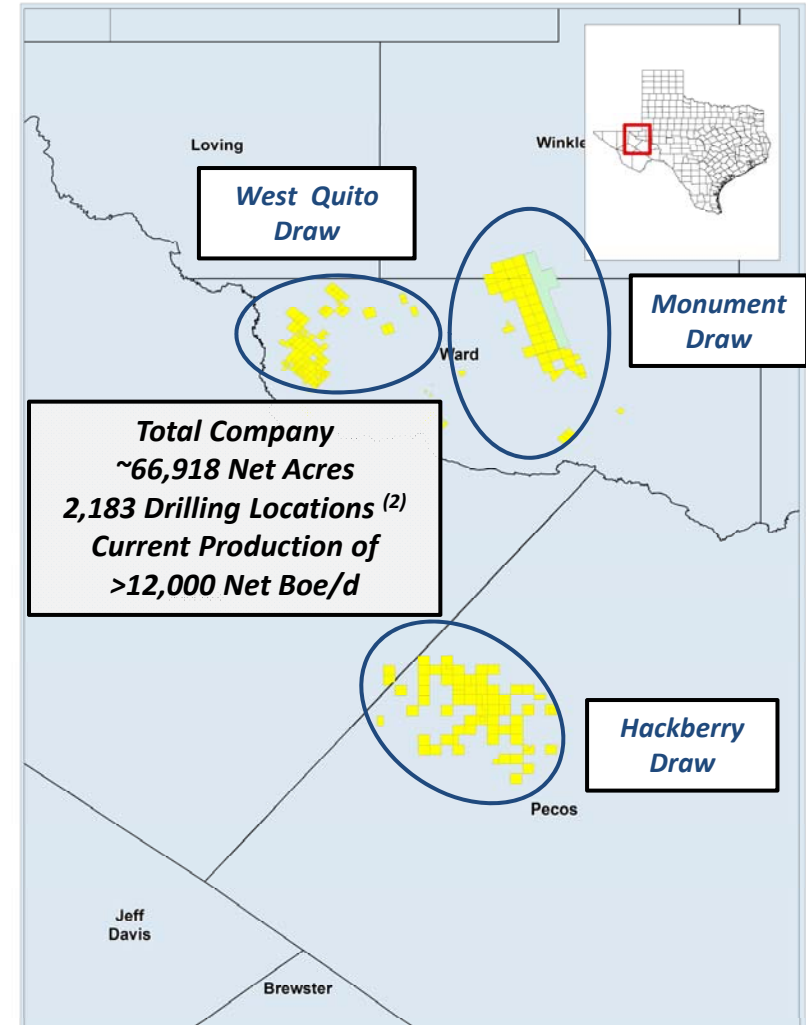 Loving
Winkle
West Quito
Draw
Monument
Draw
Ward
Total Company
~66,918 Net Acres
2,183 Drilling Locations (2)
Current Production of
>12,000 Net Boe/d
Hackberry
Draw
Pecos
Jeff
Davis
Brewster